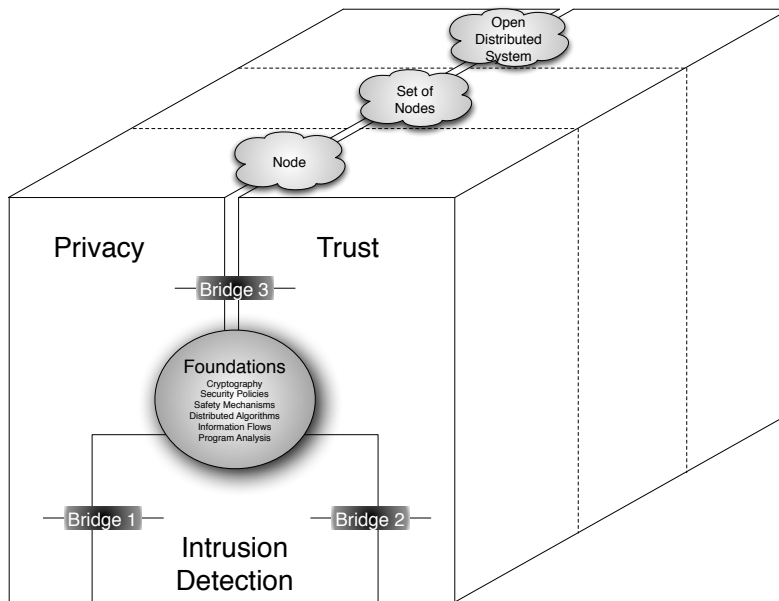 Open
Distributed
System
Set of
Nodes
Node
Privacy
Trust
Bridge 3
Foundations
Cryptography
Security Policies
Safety Mechanisms
Distributed Algorithms
Information Flows
Program Analysis
Bridge 1
Bridge 2
Intrusion
Detection